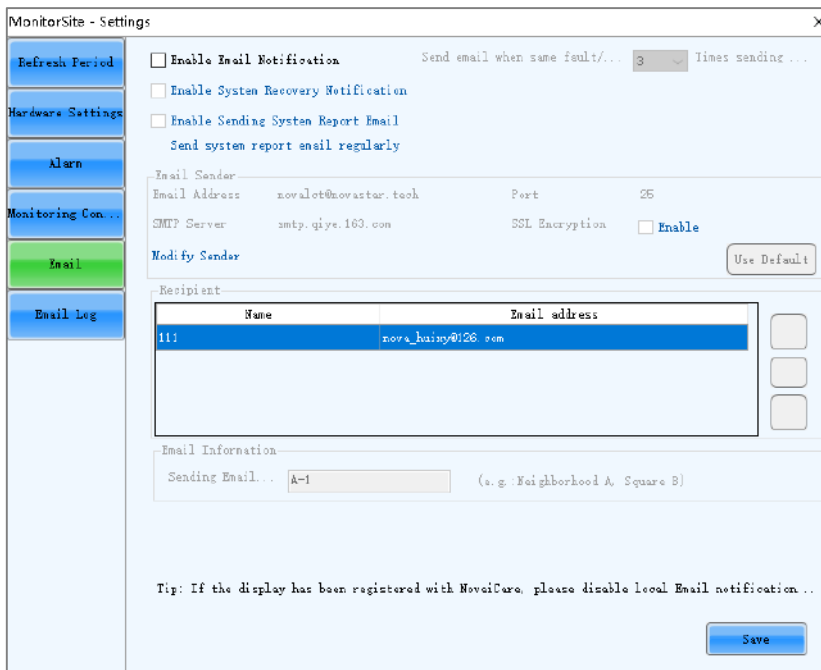 MonitorSite - Settings
Refresh Period
Hardware Settings
Alarm
Monitoring Con...
Email
Email Log
Enable Email Notification
Send email when same fault/... 3 Times sending ...
Enable System Recovery Notification
Enable Sending System Report Email
Send system report email regularly
Email Sender
Email Address novalct@novastar.tech Port 25
SMTP Server smtp.qiye.163.com SSL Encryption Enable
Modify Sender Use Default
Recipient
Name Email address
111 nova_huixy@126.com
Email Information
Sending Email... A-1 (e.g.:Neighborhood A, Square B)
Tip: If the display has been registered with NovaiCare, please disable local Email notification...
Save